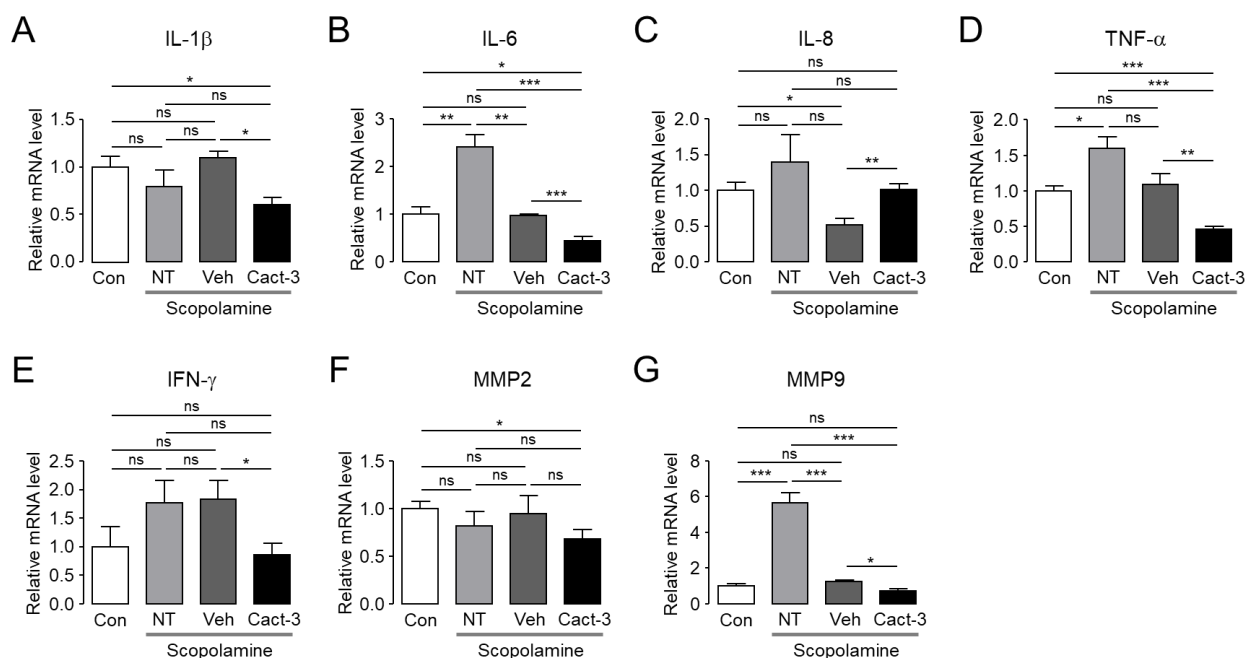 A
IL-1β
*
ns
ns
ns
ns
*
Relative mRNA level
1.5
1.0
0.5
0.0
Con
NT
Veh
Cact-3
Scopolamine
B
IL-6
*
***
ns
**
**
***
Relative mRNA level
3
2
1
0
Con
NT
Veh
Cact-3
Scopolamine
C
IL-8
ns
ns
*
ns
ns
**
Relative mRNA level
2.0
1.5
1.0
0.5
0.0
Con
NT
Veh
Cact-3
Scopolamine
D
TNF-α
***
***
ns
*
ns
**
Relative mRNA level
2.0
1.5
1.0
0.5
0.0
Con
NT
Veh
Cact-3
Scopolamine
E
IFN-γ
ns
ns
ns
ns
ns
*
Relative mRNA level
2.5
2.0
1.5
1.0
0.5
0.0
Con
NT
Veh
Cact-3
Scopolamine
F
MMP2
*
ns
ns
ns
ns
ns
Relative mRNA level
1.5
1.0
0.5
0.0
Con
NT
Veh
Cact-3
Scopolamine
G
MMP9
ns
***
ns
***
***
*
Relative mRNA level
8
6
4
2
0
Con
NT
Veh
Cact-3
Scopolamine